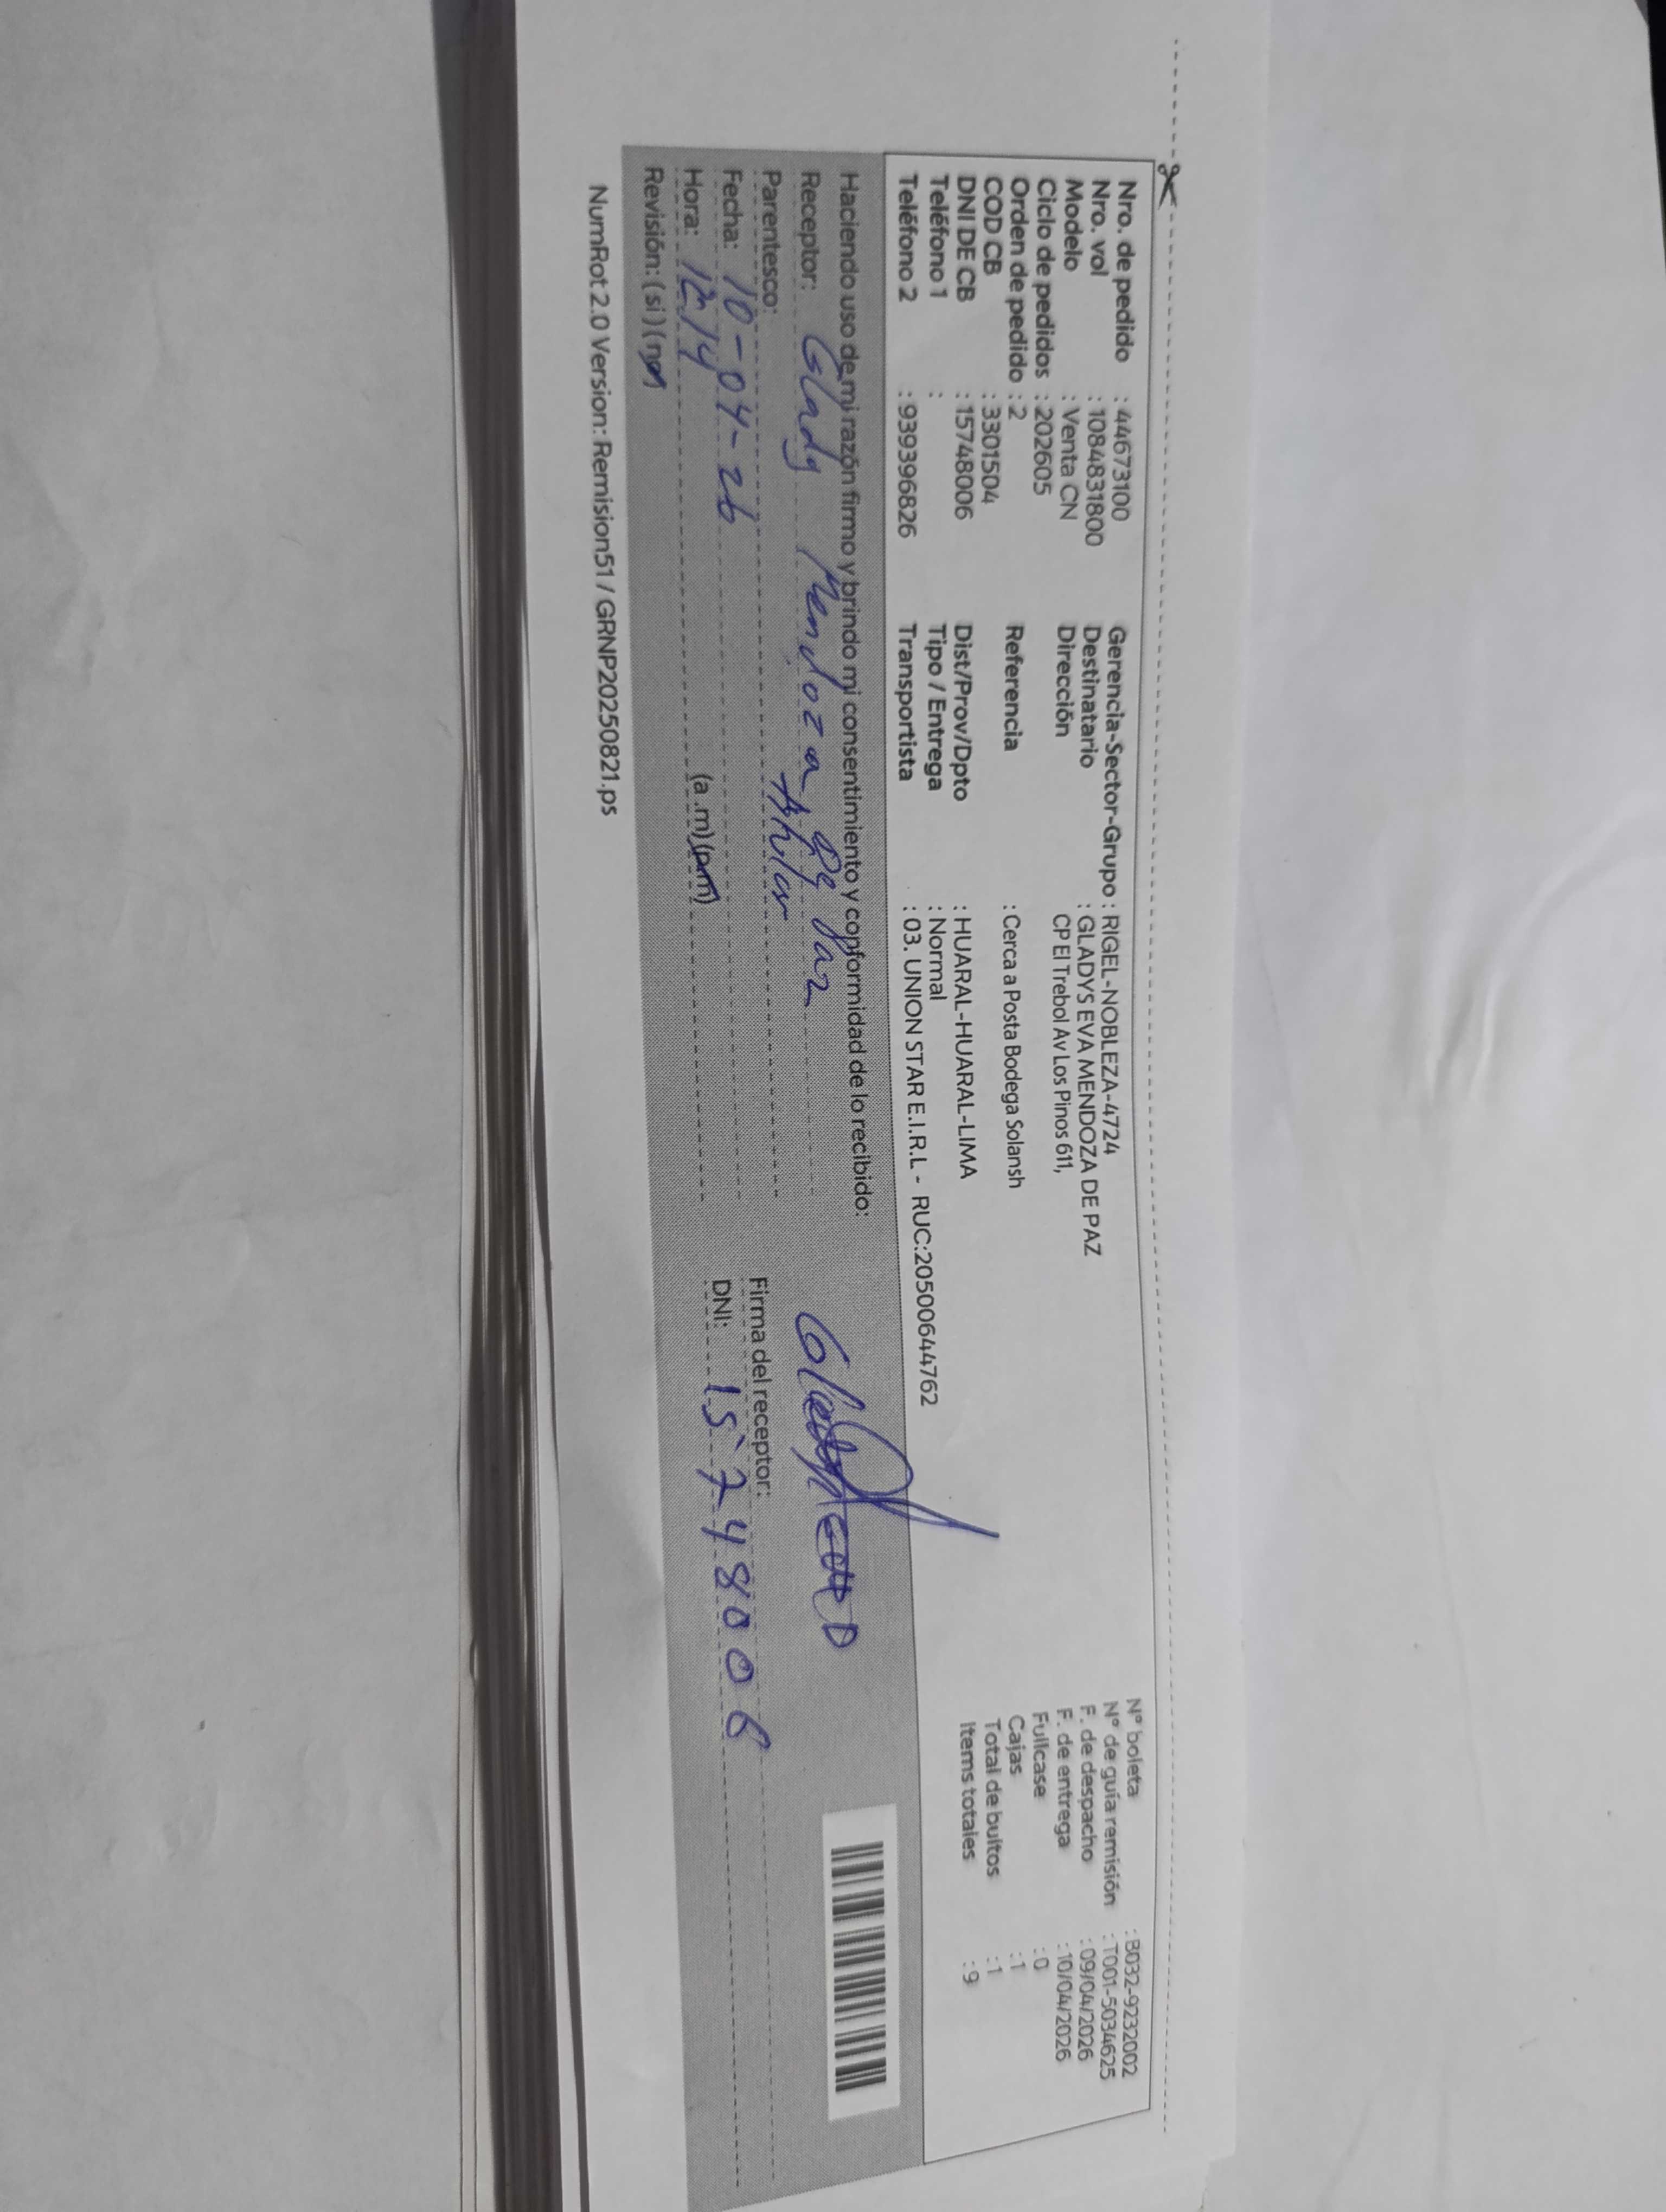 Nro. de pedido : 44673100
Nro. vol : 1084831800
Modelo : Venta CN
Ciclo de pedidos : 202605
Orden de pedido : 2
COD CB : 3301504
DNI DE CB : 15748006
Teléfono 1 :
Teléfono 2 : 939396826
Gerencia-Sector-Grupo : RIGEL-NOBLEZA-4724
Destinatario : GLADYS EVA MENDOZA DE PAZ
Dirección CP El Trebol Av Los Pinos 611,
Referencia : Cerca a Posta Bodega Solansh
Dist/Prov/Dpto : HUARAL-HUARAL-LIMA
Tipo / Entrega : Normal
Transportista : 03. UNION STAR E.I.R.L - RUC:20500644762
N° boleta : B032-9232002
N° de guía remisión : T001-5034625
F. de despacho : 09/04/2026
F. de entrega : 10/04/2026
Fullcase : 0
Cajas : 1
Total de bultos : 1
Items totales : 9
Haciendo uso de mi razón firmo y brindo mi consentimiento y conformidad de lo recibido:
Receptor: Glady Mendoza De Paz
Parentesco:
Fecha: 10-04-26
Hora: (a.m)(p.m)
Revisión: (si)(no)
Firma del receptor:
DNI: 15748006
NumRot 2.0 Version: Remision51 / GRNP20250821.ps